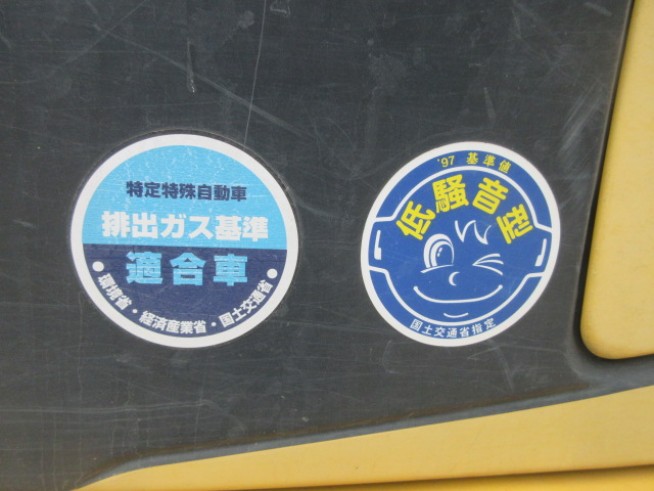 特定特殊自動車
排出ガス基準
適合車
●環境省・経済産業省・国土交通省●
'97 基準値
低騒音型
国土交通省指定